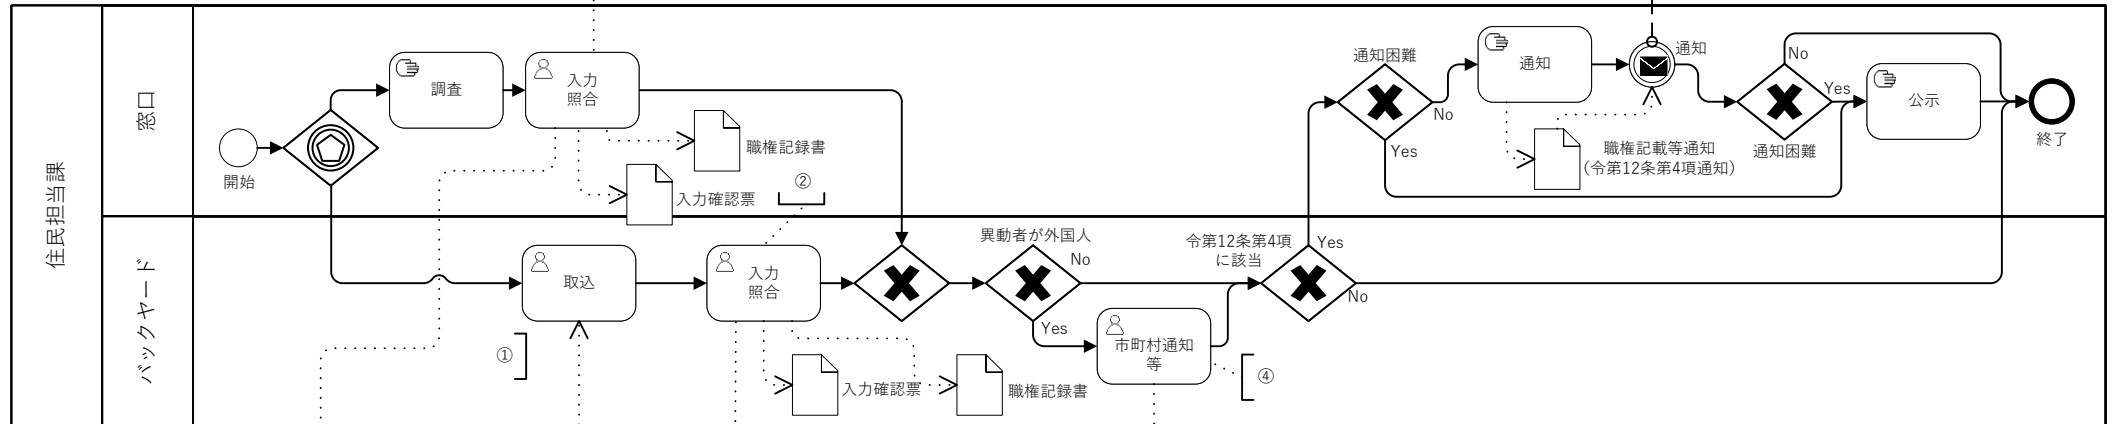 住民担当課
窓口
開始
調査
入力
照合
職権記録書
入力確認票
②
通知困難
No
Yes
通知
通知
職権記載等通知
(令第12条第4項通知)
No
Yes
通知困難
公示
終了
バックヤード
①
取込
入力
照合
入力確認票
職権記録書
異動者が外国人
No
Yes
市町村通知
等
④
令第12条第4項
に該当
Yes
No